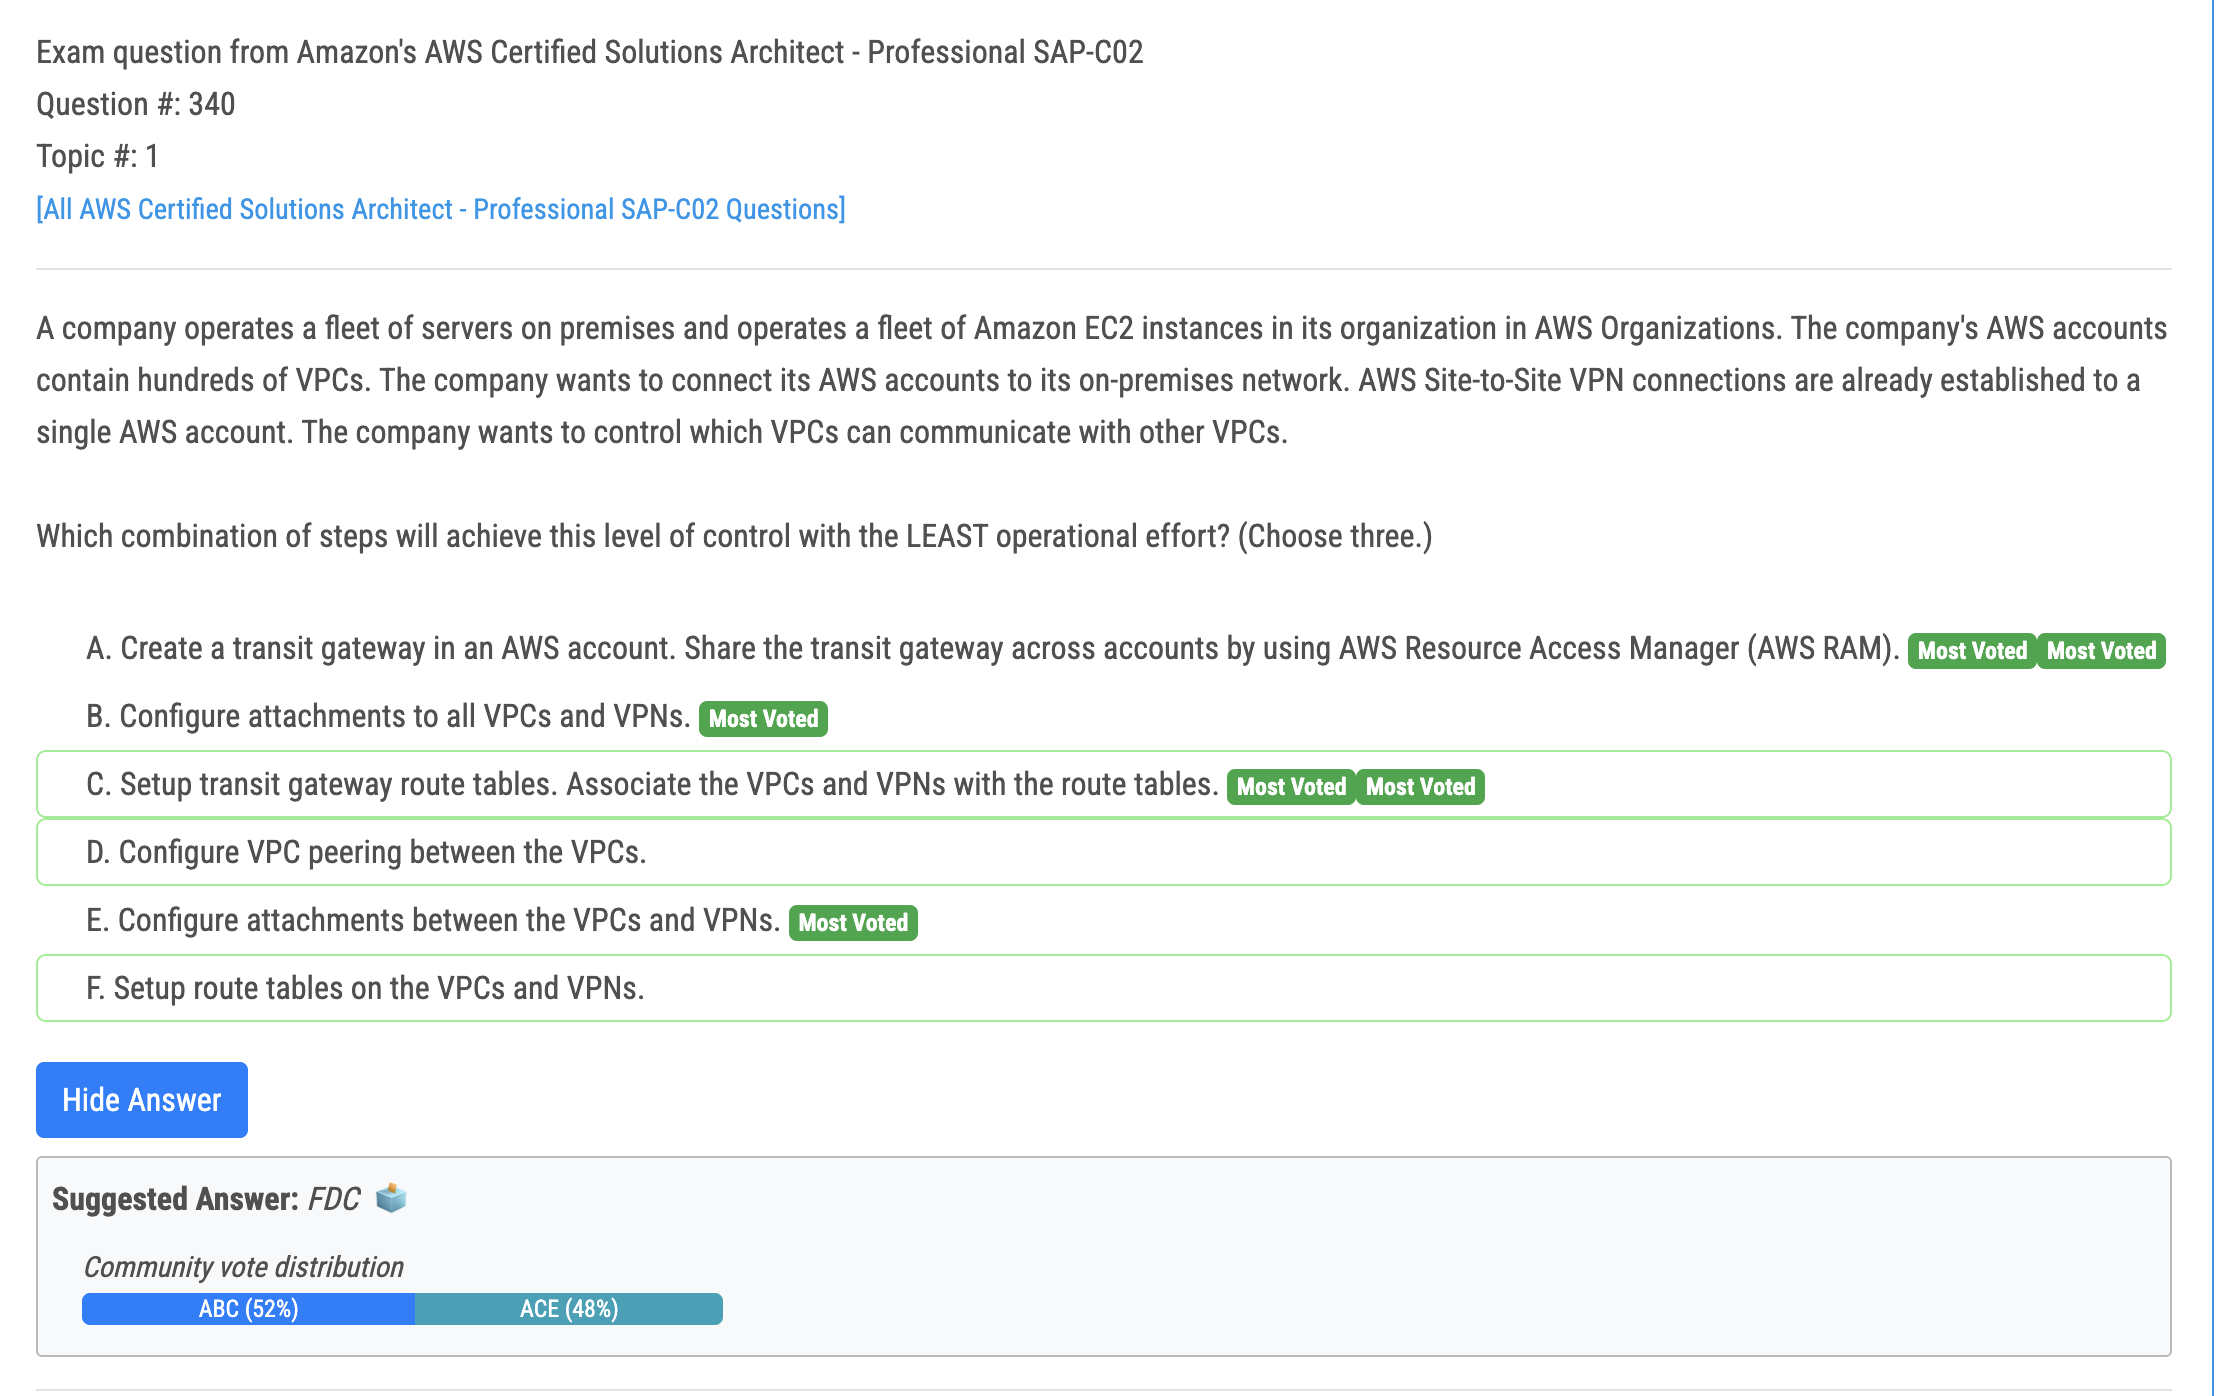 Exam question from Amazon's AWS Certified Solutions Architect - Professional SAP-C02
Question #: 340
Topic #: 1
[All AWS Certified Solutions Architect - Professional SAP-C02 Questions]
A company operates a fleet of servers on premises and operates a fleet of Amazon EC2 instances in its organization in AWS Organizations. The company's AWS accounts
contain hundreds of VPCs. The company wants to connect its AWS accounts to its on-premises network. AWS Site-to-Site VPN connections are already established to a
single AWS account. The company wants to control which VPCs can communicate with other VPCs.
Which combination of steps will achieve this level of control with the LEAST operational effort? (Choose three.)
A. Create a transit gateway in an AWS account. Share the transit gateway across accounts by using AWS Resource Access Manager (AWS RAM). Most Voted Most Voted
B. Configure attachments to all VPCs and VPNs. Most Voted
C. Setup transit gateway route tables. Associate the VPCs and VPNs with the route tables. Most Voted Most Voted
D. Configure VPC peering between the VPCs.
E. Configure attachments between the VPCs and VPNs. Most Voted
F. Setup route tables on the VPCs and VPNs.
Hide Answer
Suggested Answer: FDC
Community vote distribution
ABC (52%) ACE (48%)